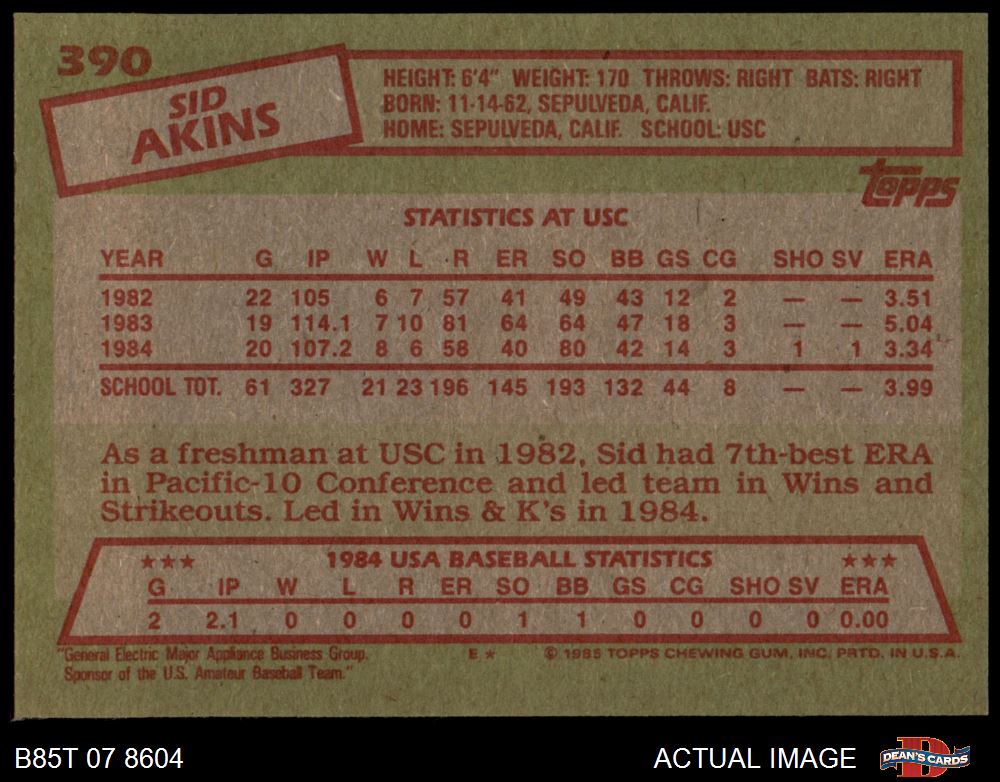 390
SID
AKINS
HEIGHT: 6'4" WEIGHT: 170 THROWS: RIGHT BATS: RIGHT
BORN: 11-14-62, SEPULVEDA, CALIF.
HOME: SEPULVEDA, CALIF. SCHOOL: USC
topps
STATISTICS AT USC
YEAR G IP W L R ER SO BB GS CG SHO SV ERA
1982 22 105 6 7 57 41 49 43 12 2 — — 3.51
1983 19 114.1 7 10 81 64 64 47 18 3 — — 5.04
1984 20 107.2 8 6 58 40 80 42 14 3 1 1 3.34
SCHOOL TOT. 61 327 21 23 196 145 193 132 44 8 — — 3.99
As a freshman at USC in 1982, Sid had 7th-best ERA
in Pacific-10 Conference and led team in Wins and
Strikeouts. Led in Wins & K's in 1984.
★★★ 1984 USA BASEBALL STATISTICS ★★★
G IP W L R ER SO BB GS CG SHO SV ERA
2 2.1 0 0 0 0 1 1 0 0 0 0 0.00
"General Electric Major Appliance Business Group. E★ © 1985 TOPPS CHEWING GUM, INC. PRTD. IN U.S.A.
Sponsor of the U.S. Amateur Baseball Team."
B85T 07 8604 ACTUAL IMAGE D DEAN'S CARDS